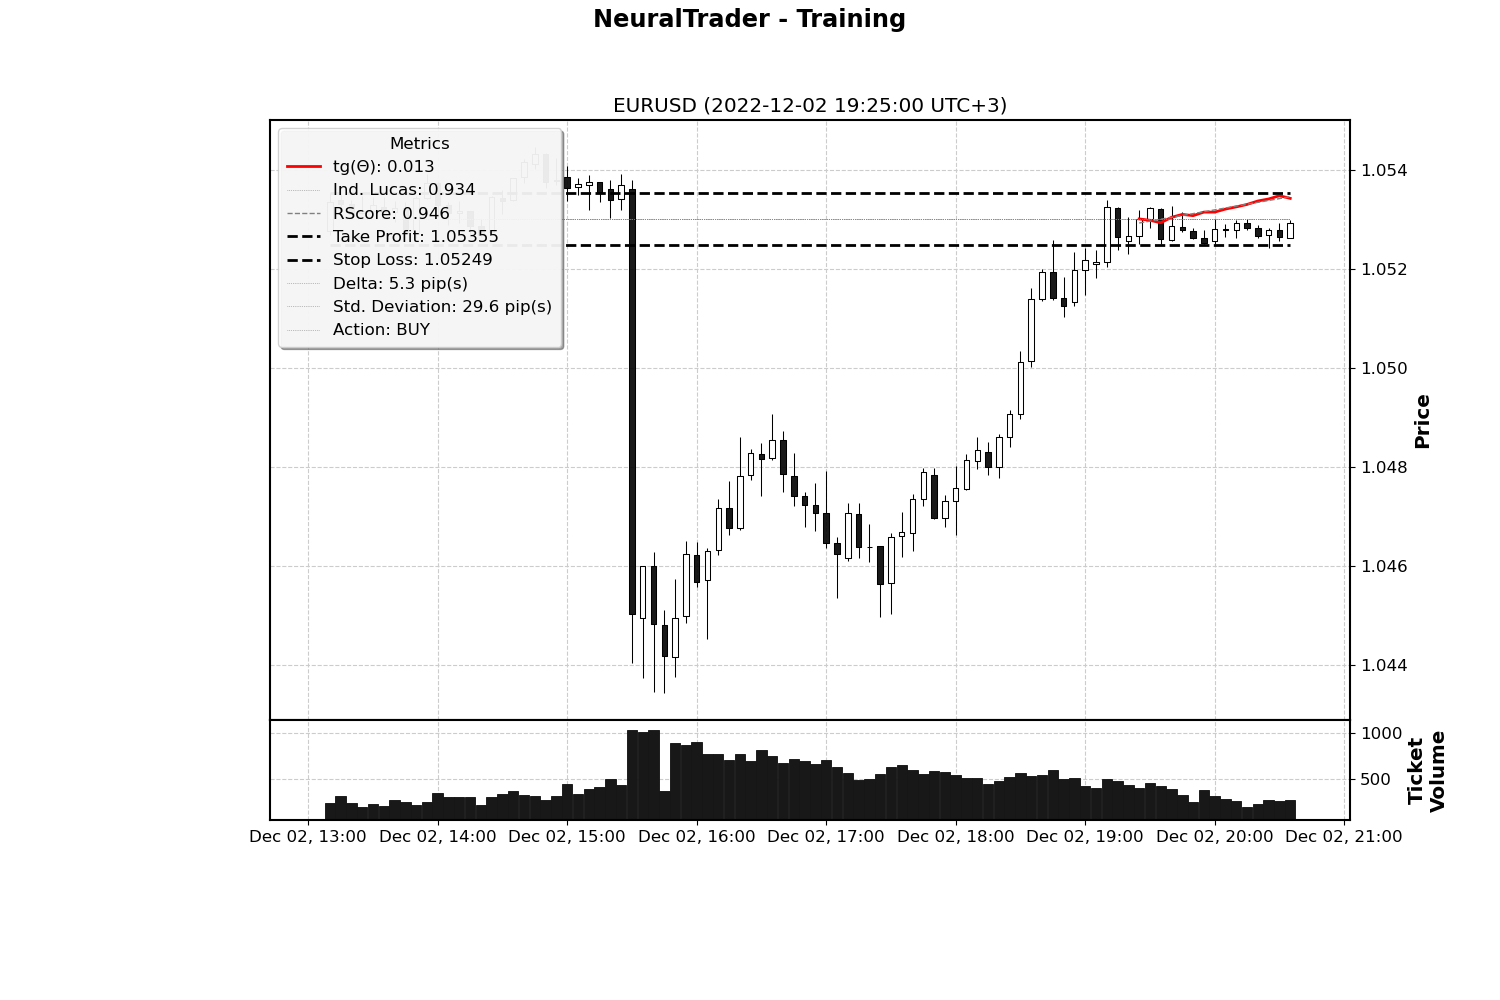 NeuralTrader - Training
EURUSD (2022-12-02 19:25:00 UTC+3)
Metrics
tg(Θ): 0.013
Ind. Lucas: 0.934
RScore: 0.946
Take Profit: 1.05355
Stop Loss: 1.05249
Delta: 5.3 pip(s)
Std. Deviation: 29.6 pip(s)
Action: BUY
1.054
1.052
1.050
1.048
1.046
1.044
Price
1000
500
Ticket
Volume
Dec 02, 13:00
Dec 02, 14:00
Dec 02, 15:00
Dec 02, 16:00
Dec 02, 17:00
Dec 02, 18:00
Dec 02, 19:00
Dec 02, 20:00
Dec 02, 21:00